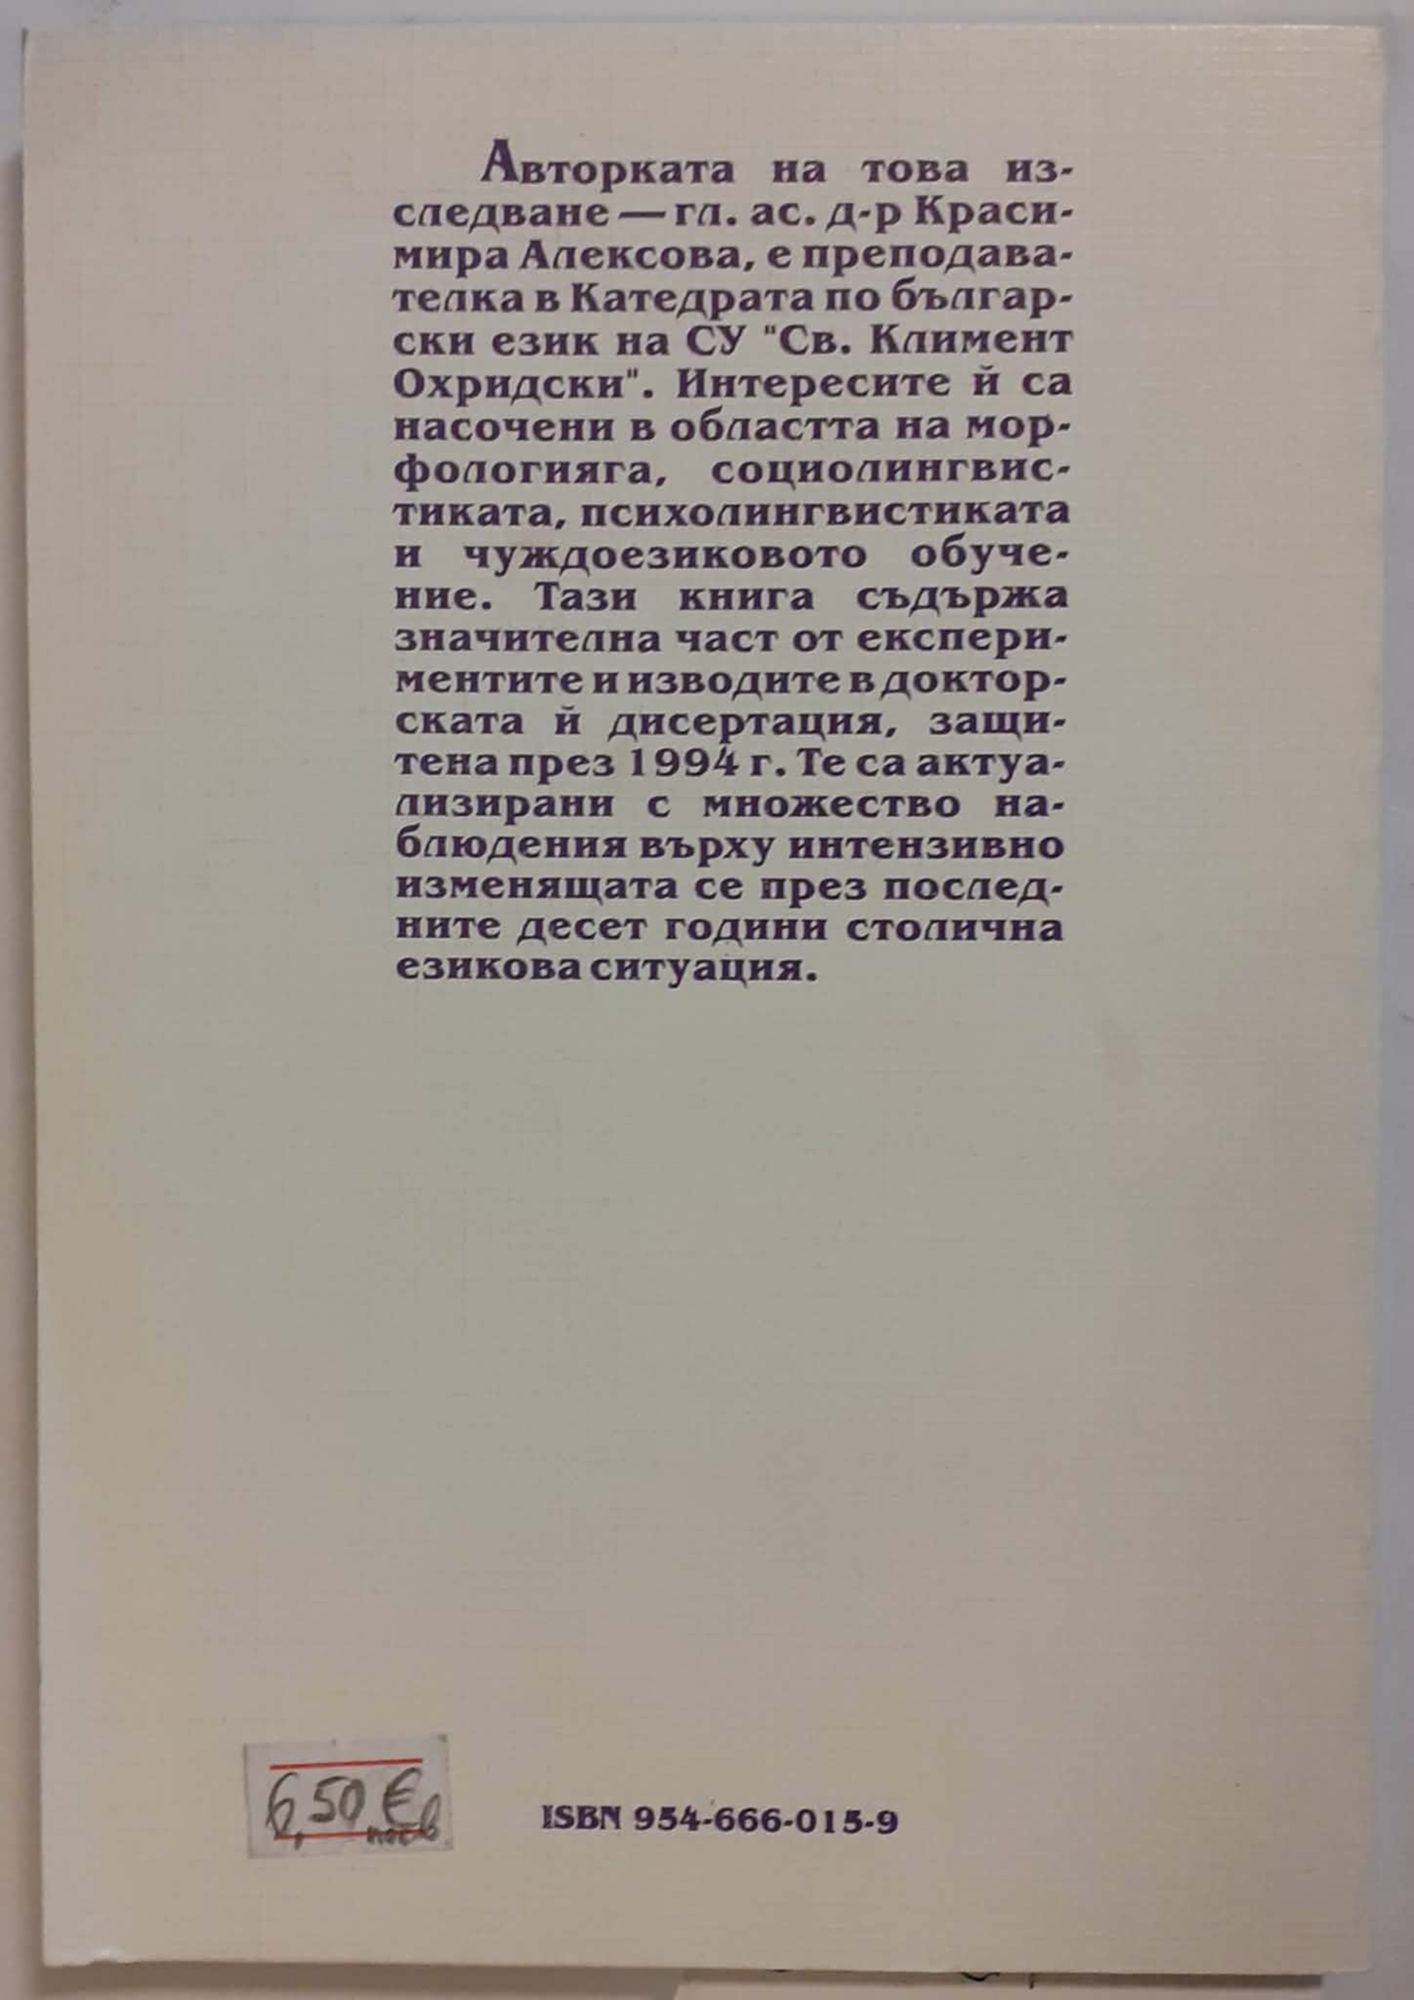 Авторката на това из-
следване — гл. ас. д-р Краси-
мира Алексова, е преподава-
телка в Катедрата по българ-
ски език на СУ "Св. Климент
Охридски". Интересите й са
насочени в областта на мор-
фологияга, социолингвис-
тиката, психолингвистиката
и чуждоезиковото обуче-
ние. Тази книга съдържа
значителна част от експери-
ментите и изводите в доктор-
ската й дисертация, защи-
тена през 1994 г. Те са актуа-
лизирани с множество на-
блюдения върху интензивно
изменящата се през послед-
ните десет години столична
езикова ситуация.
6,50 €
ISBN 954-666-015-9